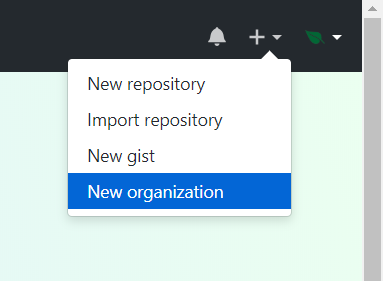 New repository
Import repository
New gist
New organization